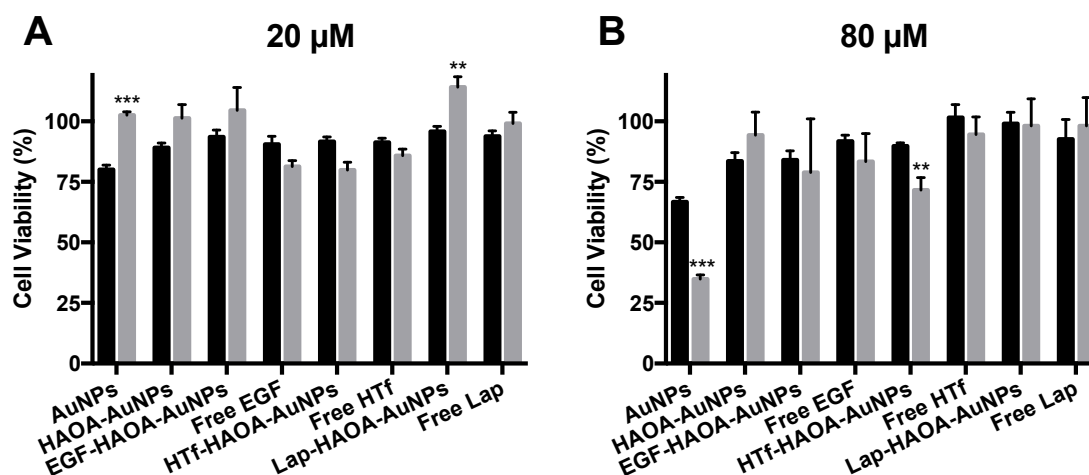 A
20 µM
Cell Viability (%)
100
75
50
25
0
***
**
AuNPs
HAOA-AuNPs
EGF-HAOA-AuNPs
Free EGF
HTf-HAOA-AuNPs
Free HTf
Lap-HAOA-AuNPs
Free Lap
B
80 µM
Cell Viability (%)
100
75
50
25
0
***
**
AuNPs
HAOA-AuNPs
EGF-HAOA-AuNPs
Free EGF
HTf-HAOA-AuNPs
Free HTf
Lap-HAOA-AuNPs
Free Lap